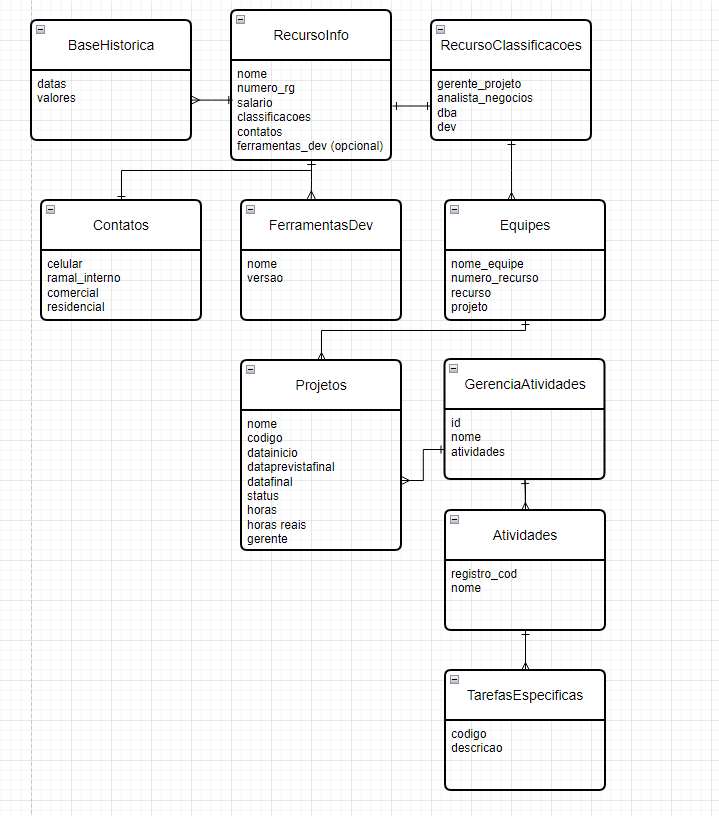 BaseHistorica
datas
valores
RecursoInfo
nome
numero_rg
salario
classificacoes
contatos
ferramentas_dev (opcional)
RecursoClassificacoes
gerente_projeto
analista_negocios
dba
dev
Contatos
celular
ramal_interno
comercial
residencial
FerramentasDev
nome
versao
Equipes
nome_equipe
numero_recurso
recurso
projeto
Projetos
nome
codigo
datainicio
dataprevistafinal
datafinal
status
horas
horas reais
gerente
GerenciaAtividades
id
nome
atividades
Atividades
registro_cod
nome
TarefasEspecificas
codigo
descricao